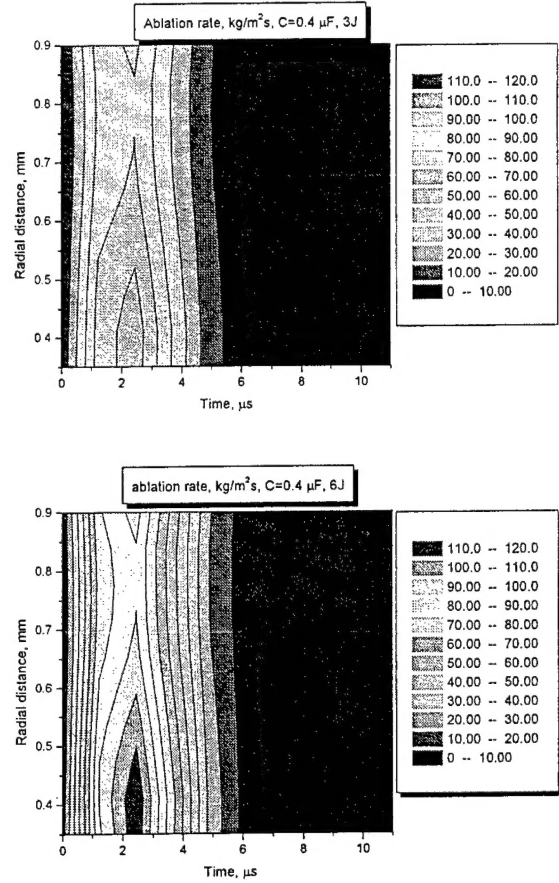 Ablation rate, kg/m²s, C=0.4 µF, 3J
0.9
0.8
0.7
0.6
0.5
0.4
Radial distance, mm
0 2 4 6 8 10
Time, µs
110.0 -- 120.0
100.0 -- 110.0
90.00 -- 100.0
80.00 -- 90.00
70.00 -- 80.00
60.00 -- 70.00
50.00 -- 60.00
40.00 -- 50.00
30.00 -- 40.00
20.00 -- 30.00
10.00 -- 20.00
0 -- 10.00
ablation rate, kg/m²s, C=0.4 µF, 6J
0.9
0.8
0.7
0.6
0.5
0.4
Radial distance, mm
0 2 4 6 8 10
Time, µs
110.0 -- 120.0
100.0 -- 110.0
90.00 -- 100.0
80.00 -- 90.00
70.00 -- 80.00
60.00 -- 70.00
50.00 -- 60.00
40.00 -- 50.00
30.00 -- 40.00
20.00 -- 30.00
10.00 -- 20.00
0 -- 10.00